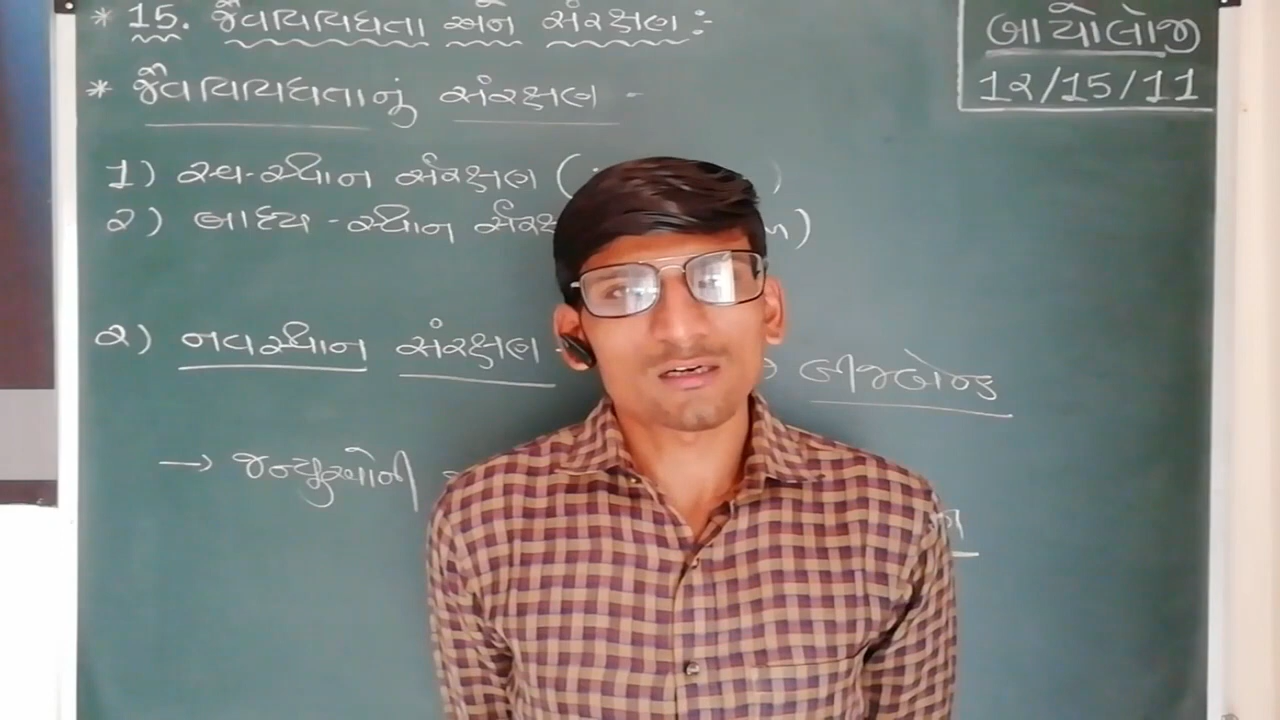 * 15. જૈવવિવિધતા અને સંરક્ષણ :-
* જૈવવિવિધતાનું સંરક્ષણ -
બાયોલોજી
12/15/11
1) સ્વ-સ્થાન સંરક્ષણ (
2) બાહ્ય-સ્થાન
2) નવસ્થાન સંરક્ષણ -
બીજબેન્ક
→ જન્યુઓની